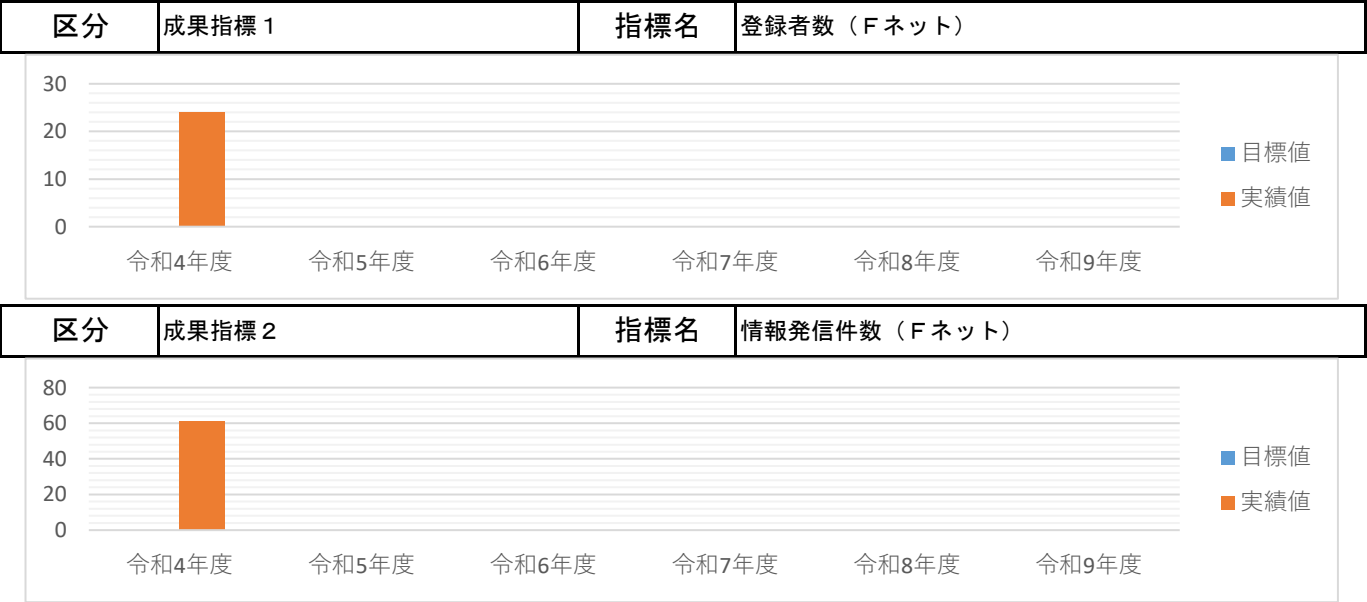 区分 成果指標１ 指標名 登録者数（Ｆネット）
30
20
10
0
目標値
実績値
令和4年度 令和5年度 令和6年度 令和7年度 令和8年度 令和9年度
区分 成果指標２ 指標名 情報発信件数（Ｆネット）
80
60
40
20
0
目標値
実績値
令和4年度 令和5年度 令和6年度 令和7年度 令和8年度 令和9年度